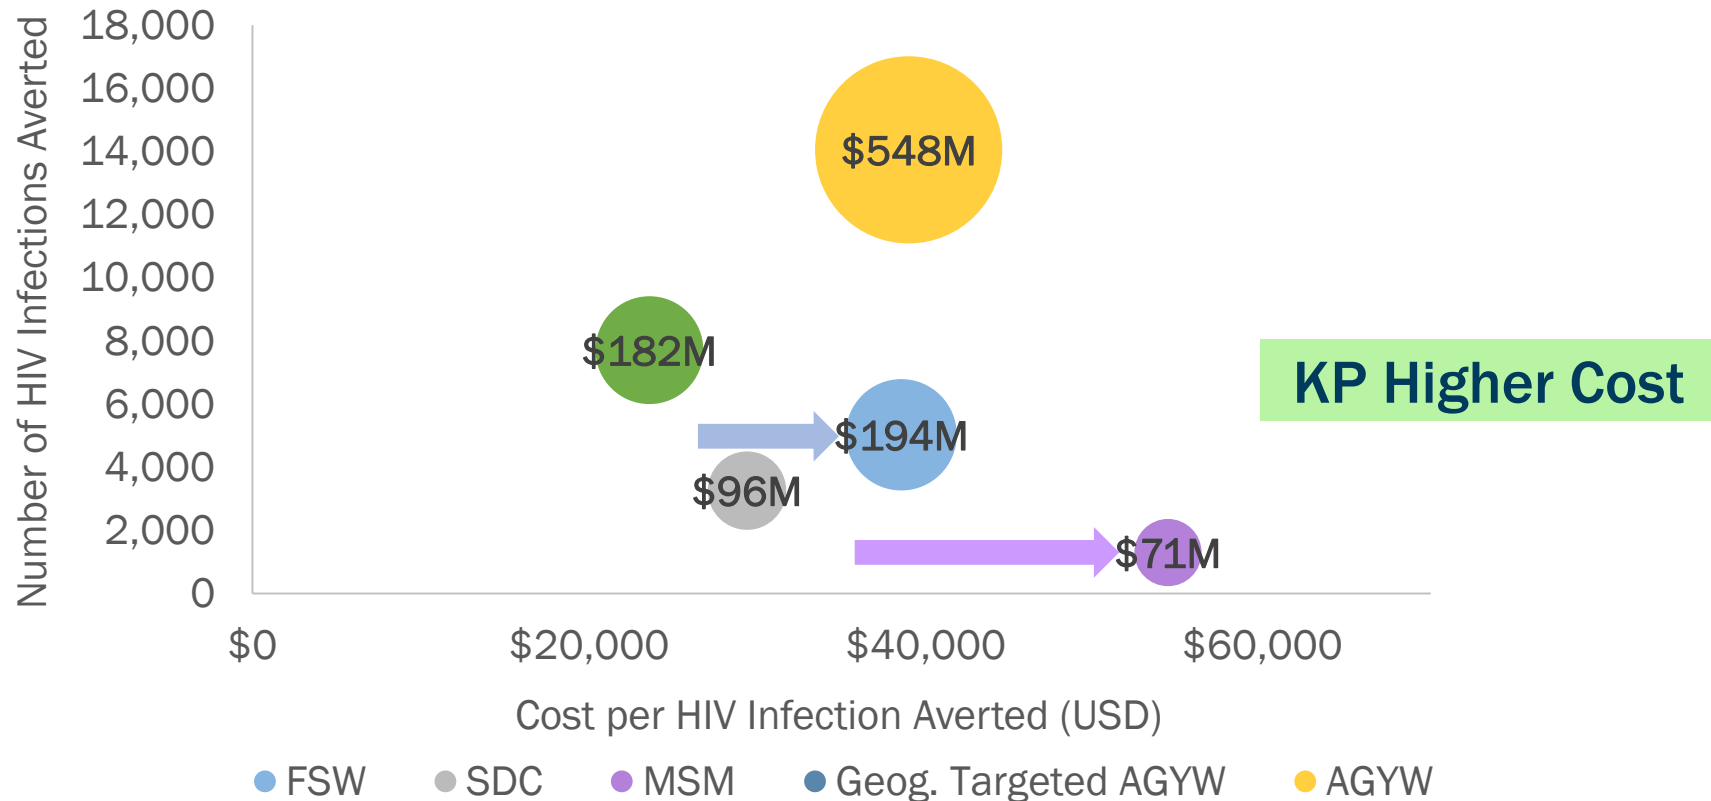 Number of HIV Infections Averted
18,000
16,000
14,000
12,000
10,000
8,000
6,000
4,000
2,000
0
$548M
$182M
$194M
$96M
$71M
KP Higher Cost
$0 $20,000 $40,000 $60,000
Cost per HIV Infection Averted (USD)
FSW SDC MSM Geog. Targeted AGYW AGYW